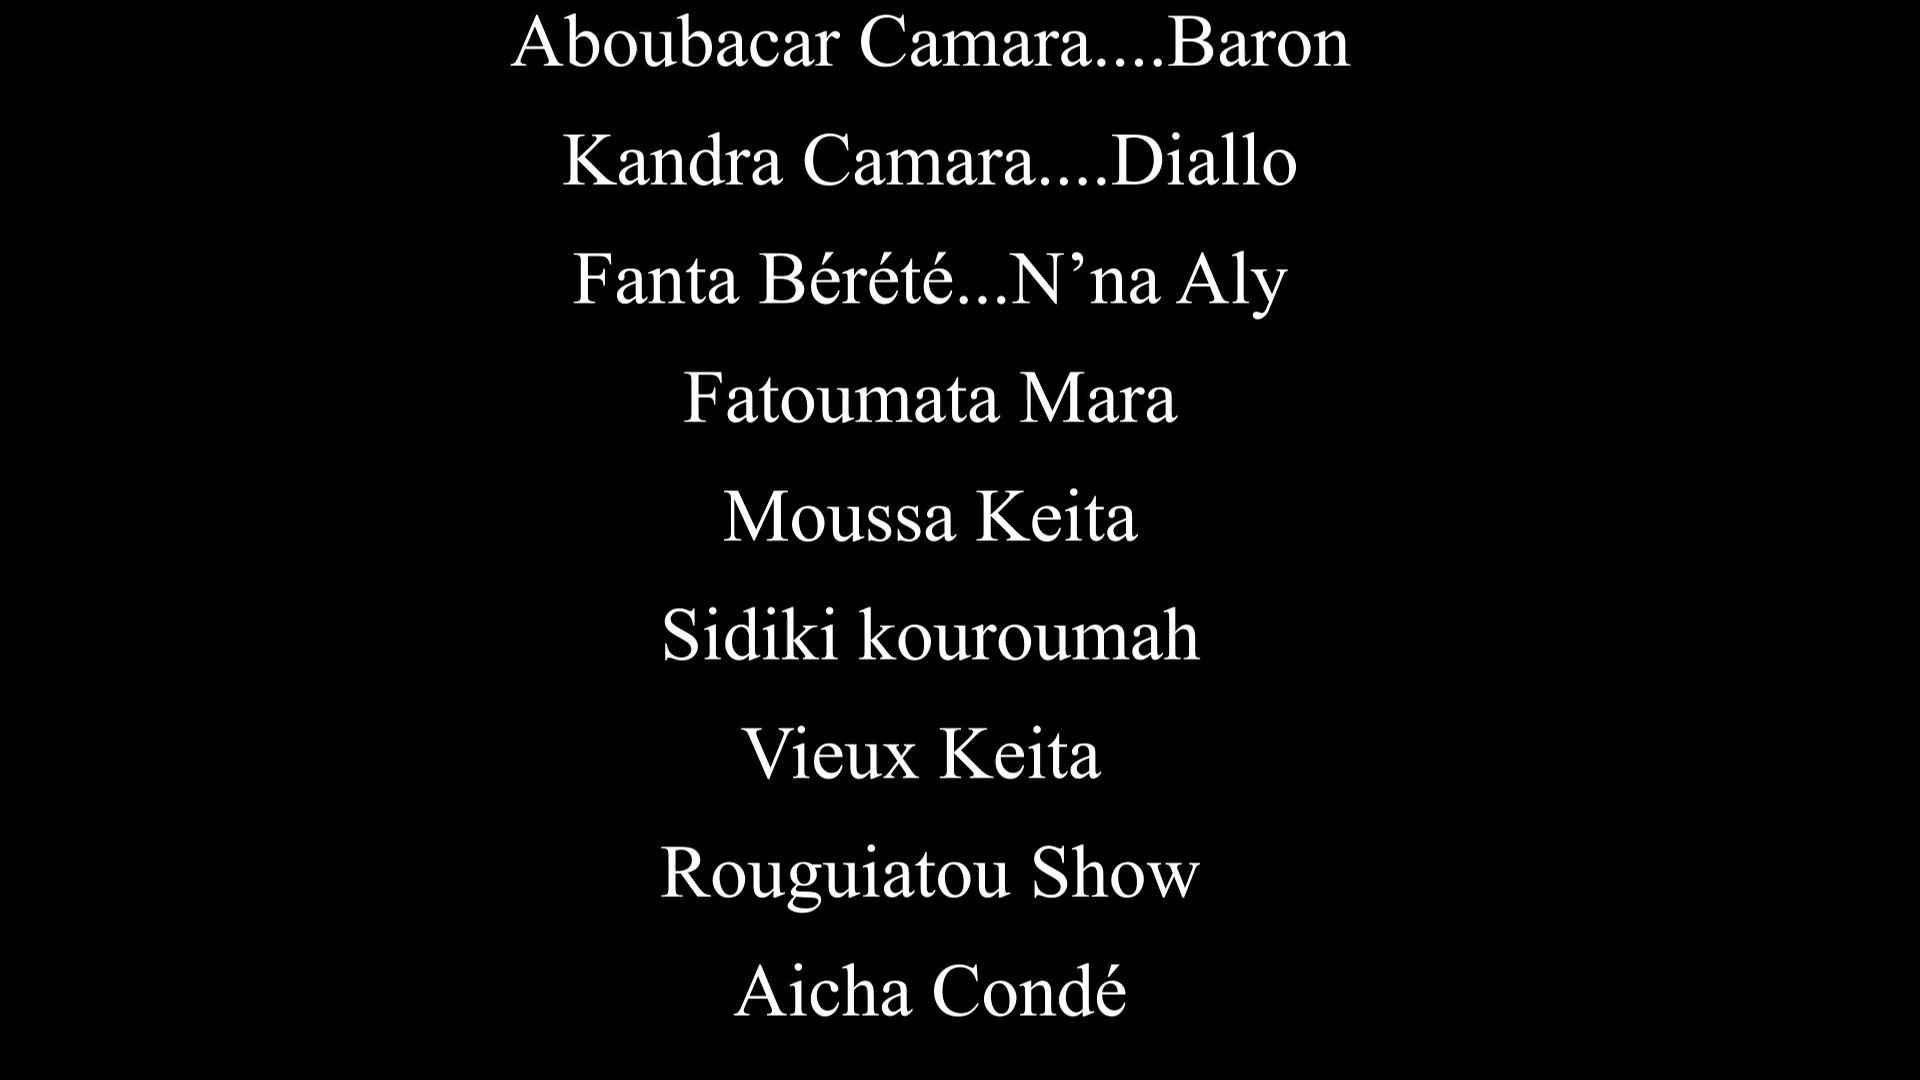 Aboubacar Camara....Baron
Kandra Camara....Diallo
Fanta Bérété...N’na Aly
Fatoumata Mara
Moussa Keita
Sidiki kouroumah
Vieux Keita
Rouguiatou Show
Aicha Condé